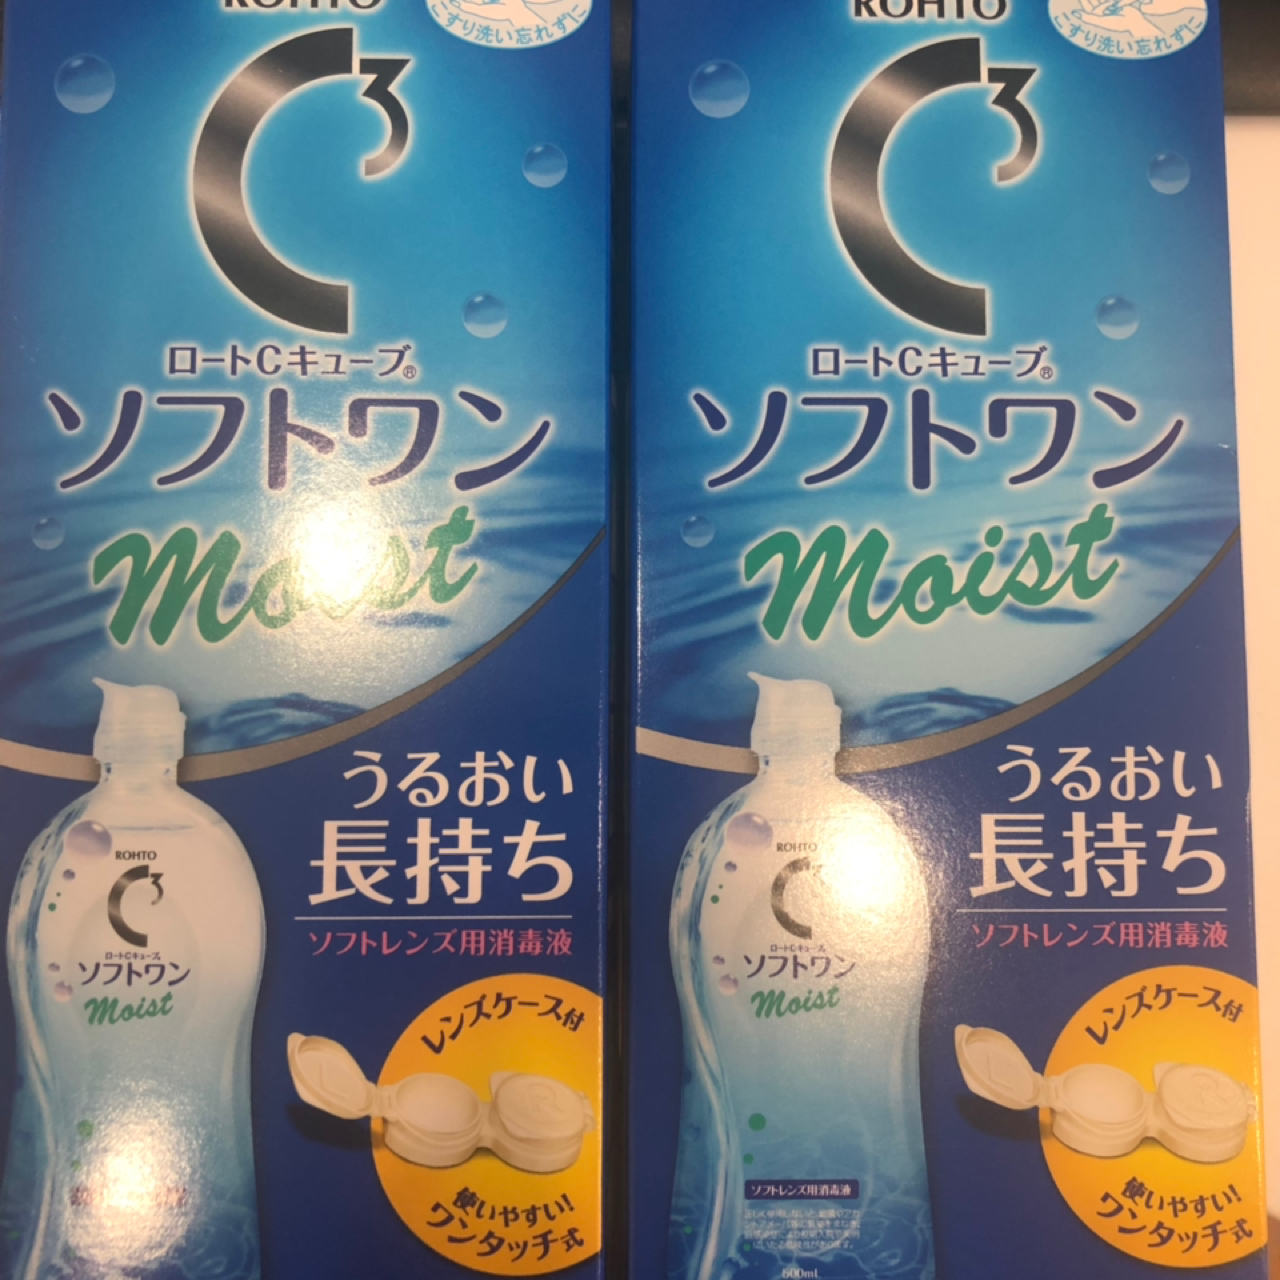 ROHTO
こすり洗い忘れずに
C3
ロートCキューブ®
ソフトワン
moist
うるおい
長持ち
ソフトレンズ用消毒液
レンズケース付
使いやすい!
ワンタッチ式
ROHTO
C3
ロートCキューブ
ソフトワン
moist
ROHTO
こすり洗い忘れずに
C3
ロートCキューブ®
ソフトワン
moist
うるおい
長持ち
ソフトレンズ用消毒液
レンズケース付
使いやすい!
ワンタッチ式
ROHTO
C3
ロートCキューブ
ソフトワン
moist
ソフトレンズ用消毒液
500mL